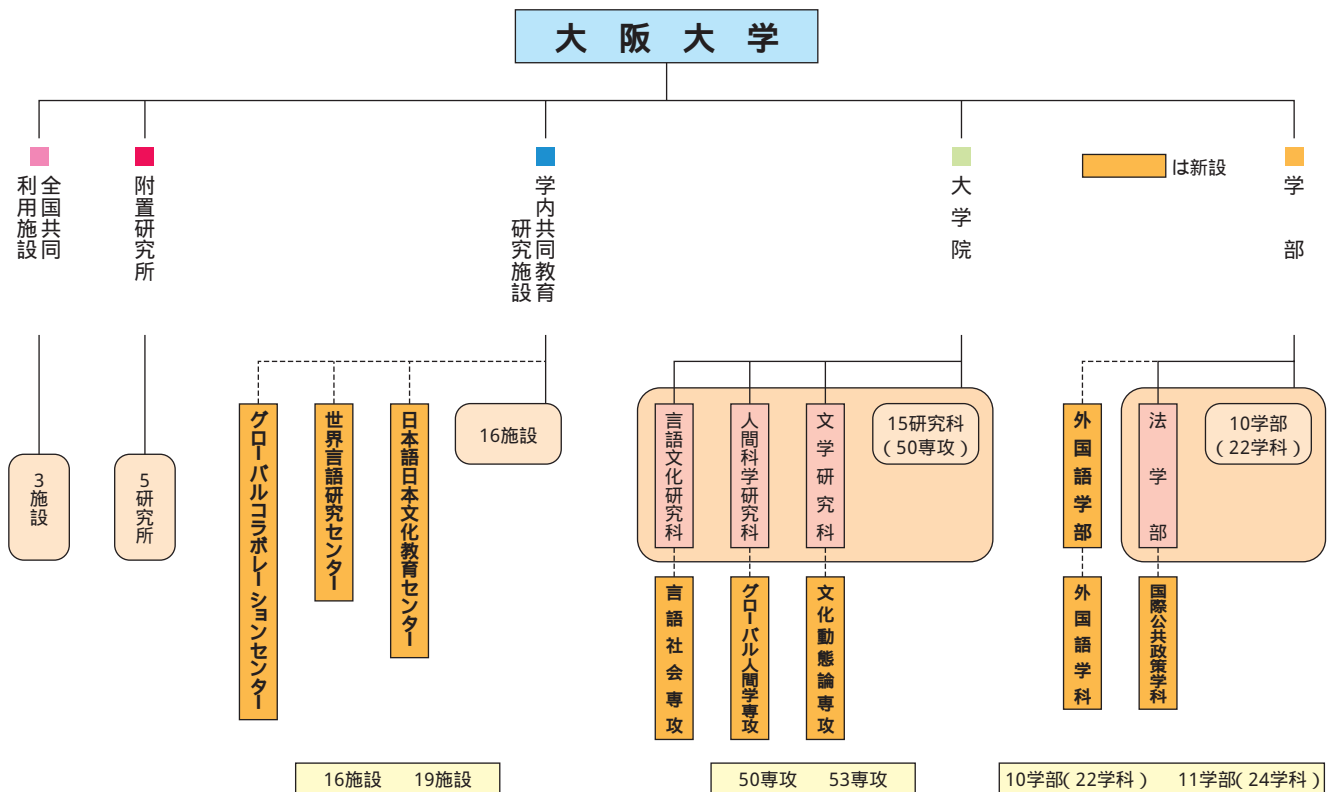 大阪大学
全国共同
利用施設
附置研究所
学内共同教育
研究施設
大学院
は新設
学部
3施設
5研究所
グローバルコラボレーションセンター
世界言語研究センター
日本語日本文化教育センター
16施設
言語文化研究科
人間科学研究科
文学研究科
15研究科
(50専攻)
外国語学部
法学部
10学部
(22学科)
言語社会専攻
グローバル人間学専攻
文化動態論専攻
外国語学科
国際公共政策学科
16施設 19施設
50専攻 53専攻
10学部(22学科) 11学部(24学科)